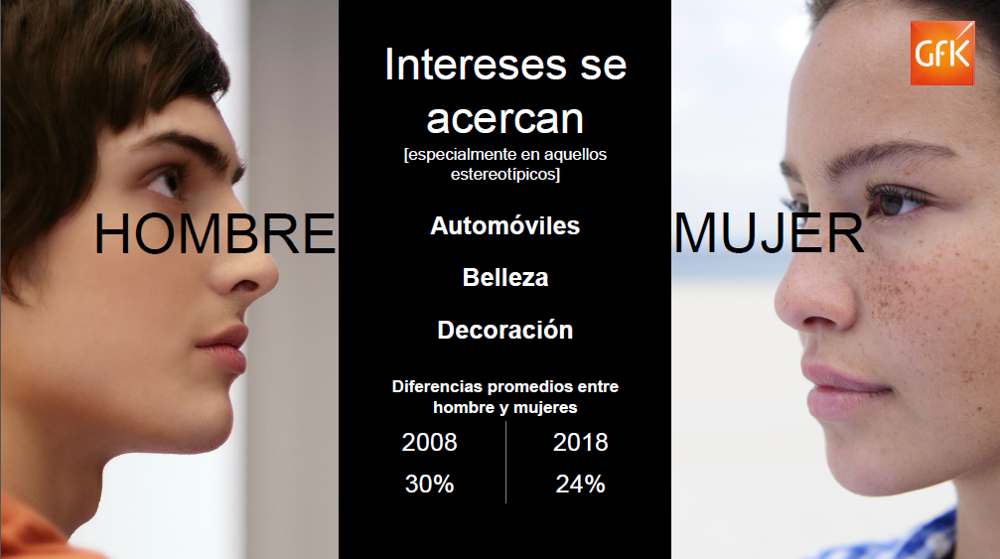 GfK
Intereses se
acercan
[especialmente en aquellos
estereotípicos]
HOMBRE
MUJER
Automóviles
Belleza
Decoración
Diferencias promedios entre
hombre y mujeres
2008
2018
30%
24%